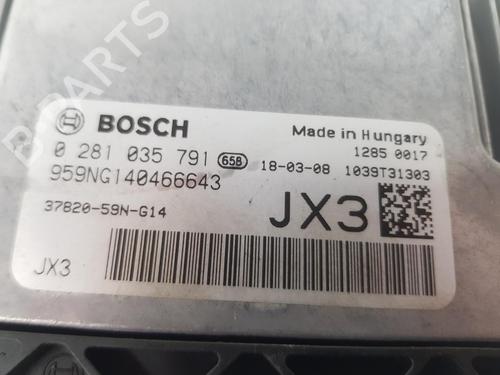 B-PARTS
BOSCH
Made in Hungary
0 281 035 791 658 18-03-08
1285 0017
1039T31303
959NG140466643
37820-59N-G14
JX3
JX3